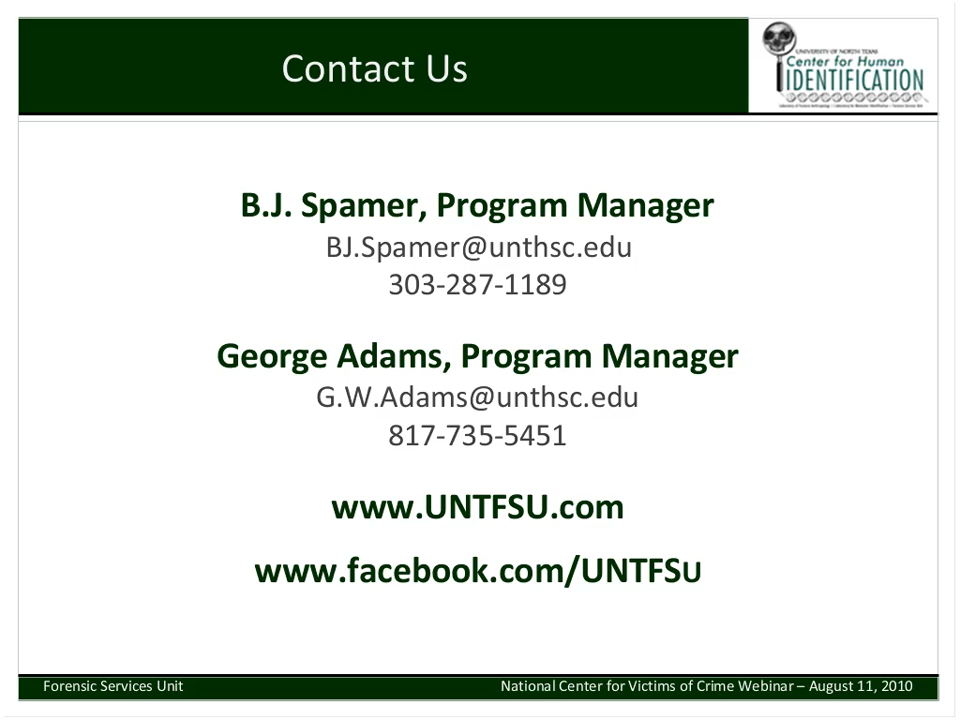 Contact Us
UNIVERSITY OF NORTH TEXAS
Center for Human
IDENTIFICATION
B.J. Spamer, Program Manager
BJ.Spamer@unthsc.edu
303-287-1189
George Adams, Program Manager
G.W.Adams@unthsc.edu
817-735-5451
www.UNTFSU.com
www.facebook.com/UNTFSU
Forensic Services Unit
National Center for Victims of Crime Webinar – August 11, 2010